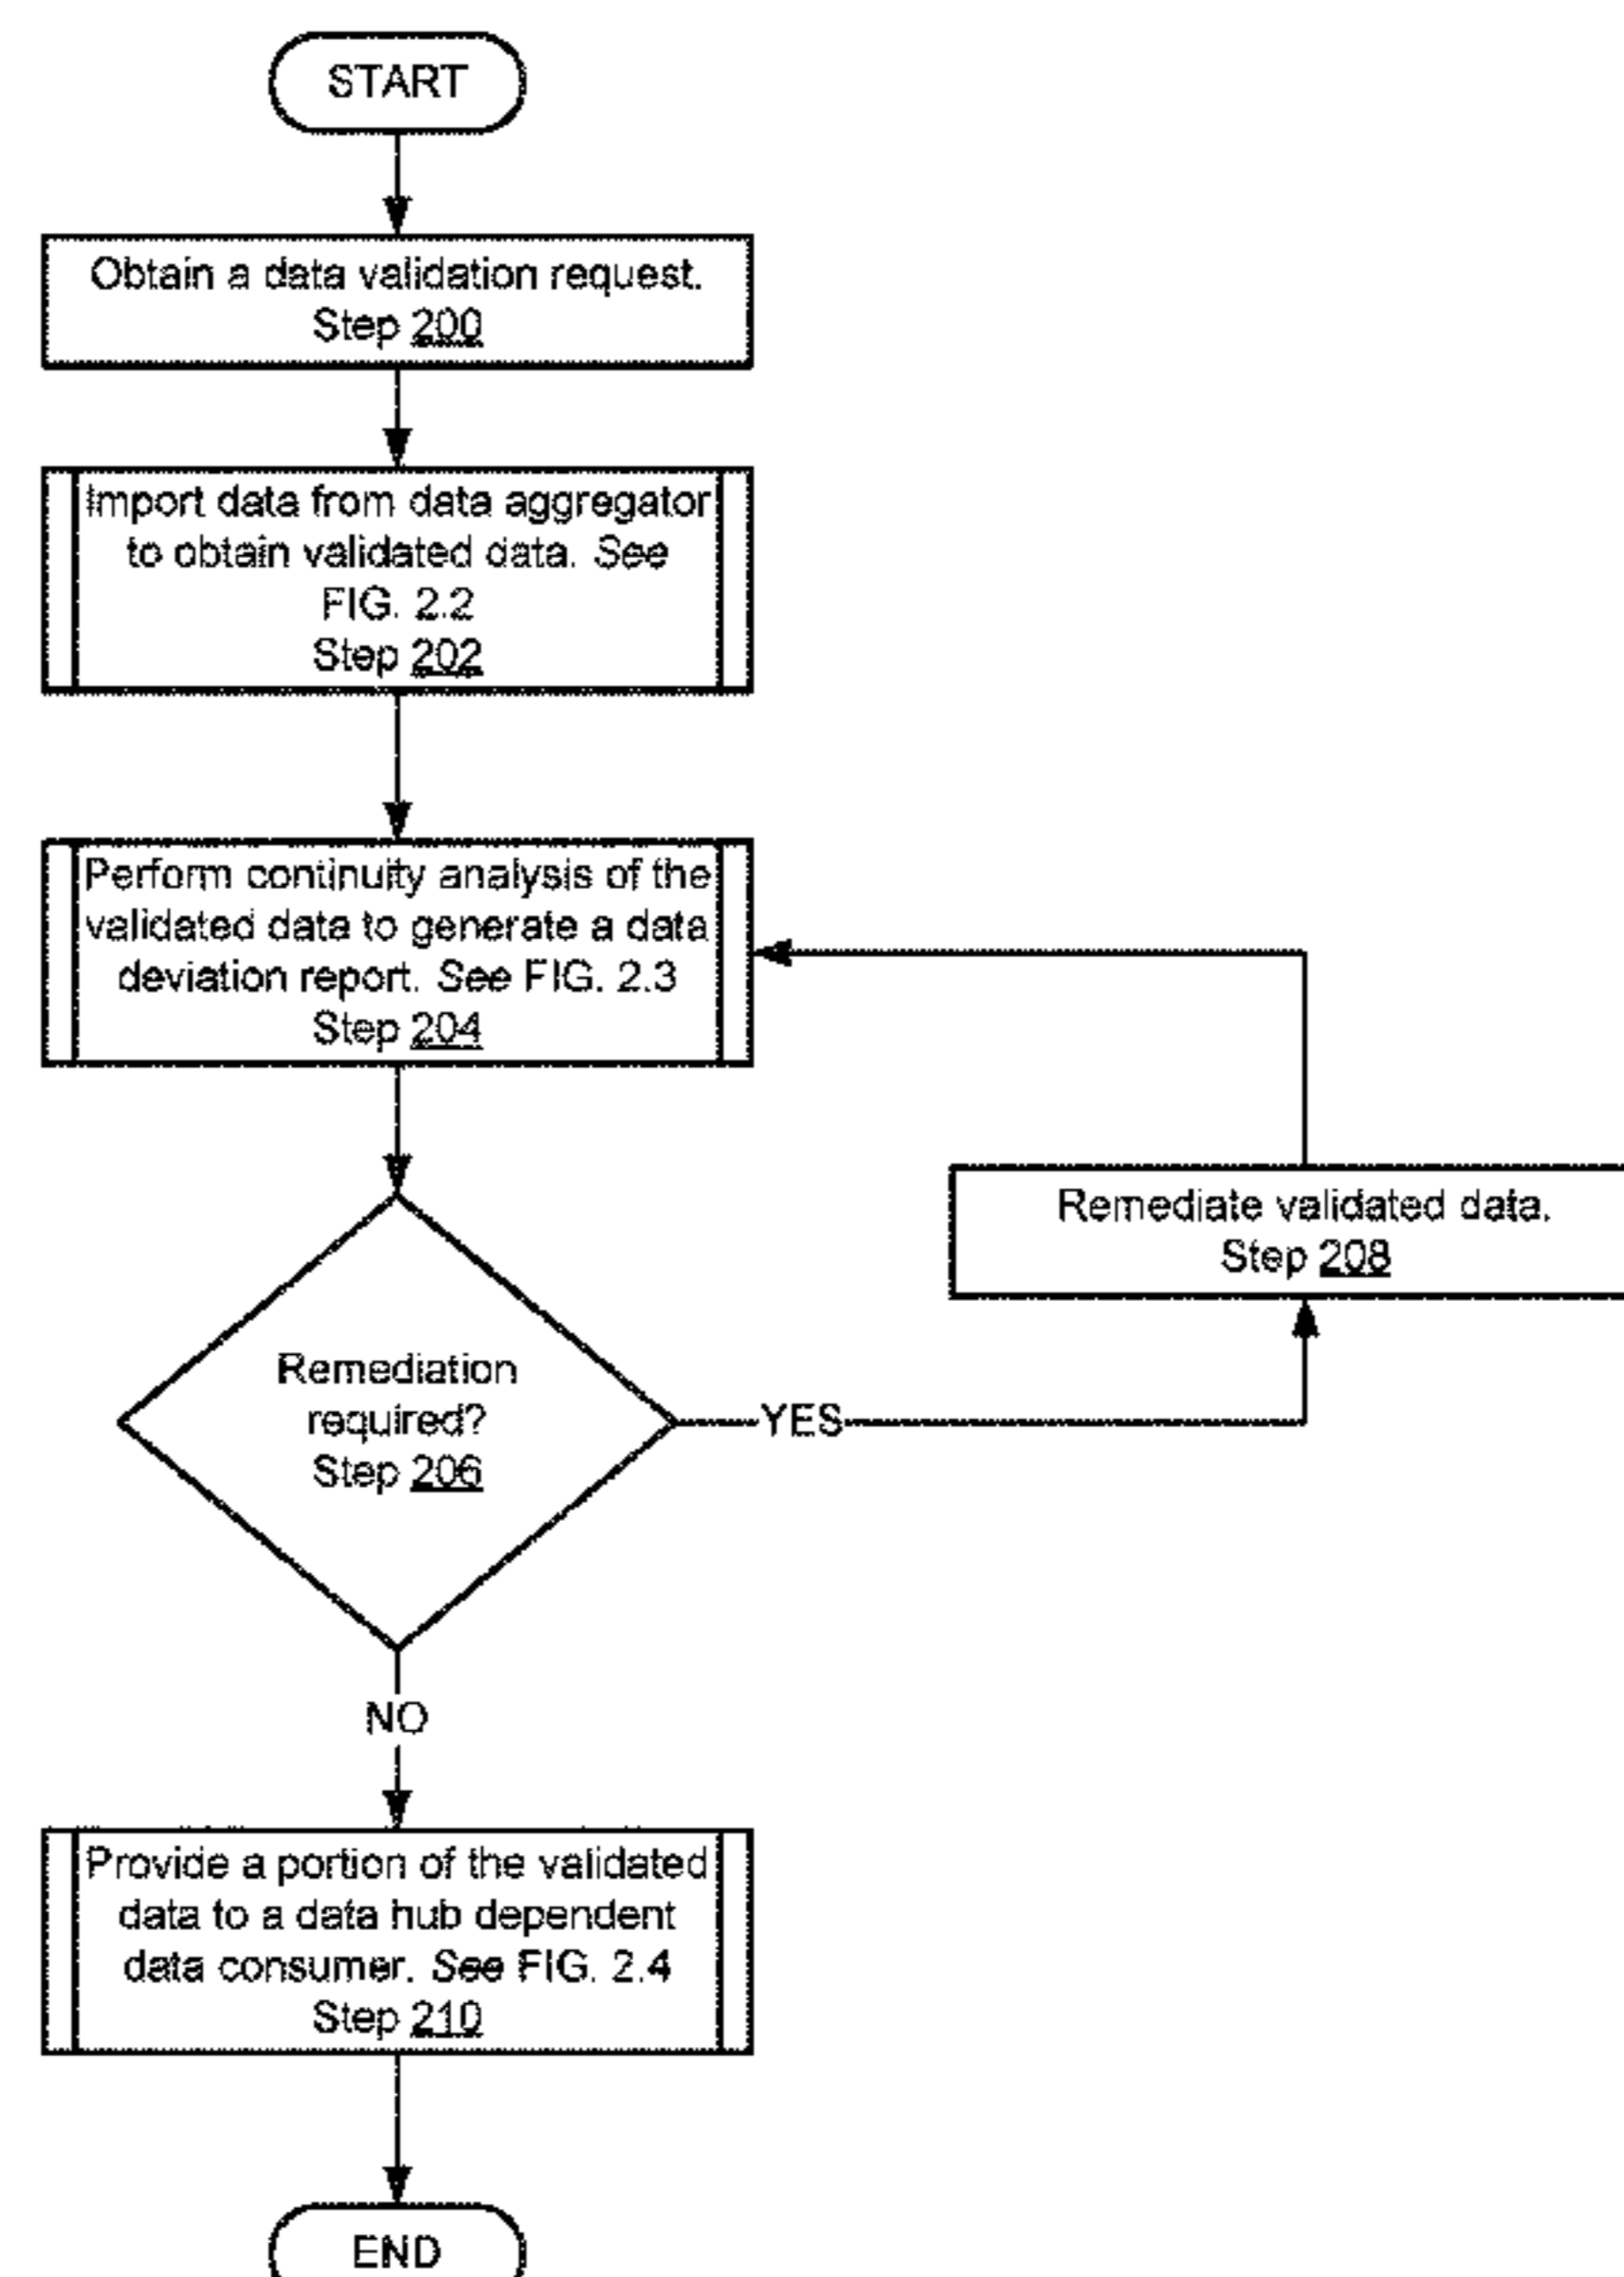 START
Obtain a data validation request.
Step 200
Import data from data aggregator
to obtain validated data. See
FIG. 2.2
Step 202
Perform continuity analysis of the
validated data to generate a data
deviation report. See FIG. 2.3
Step 204
Remediate validated data.
Step 208
Remediation
required?
Step 206
YES
NO
Provide a portion of the validated
data to a data hub dependent
data consumer. See FIG. 2.4
Step 210
END